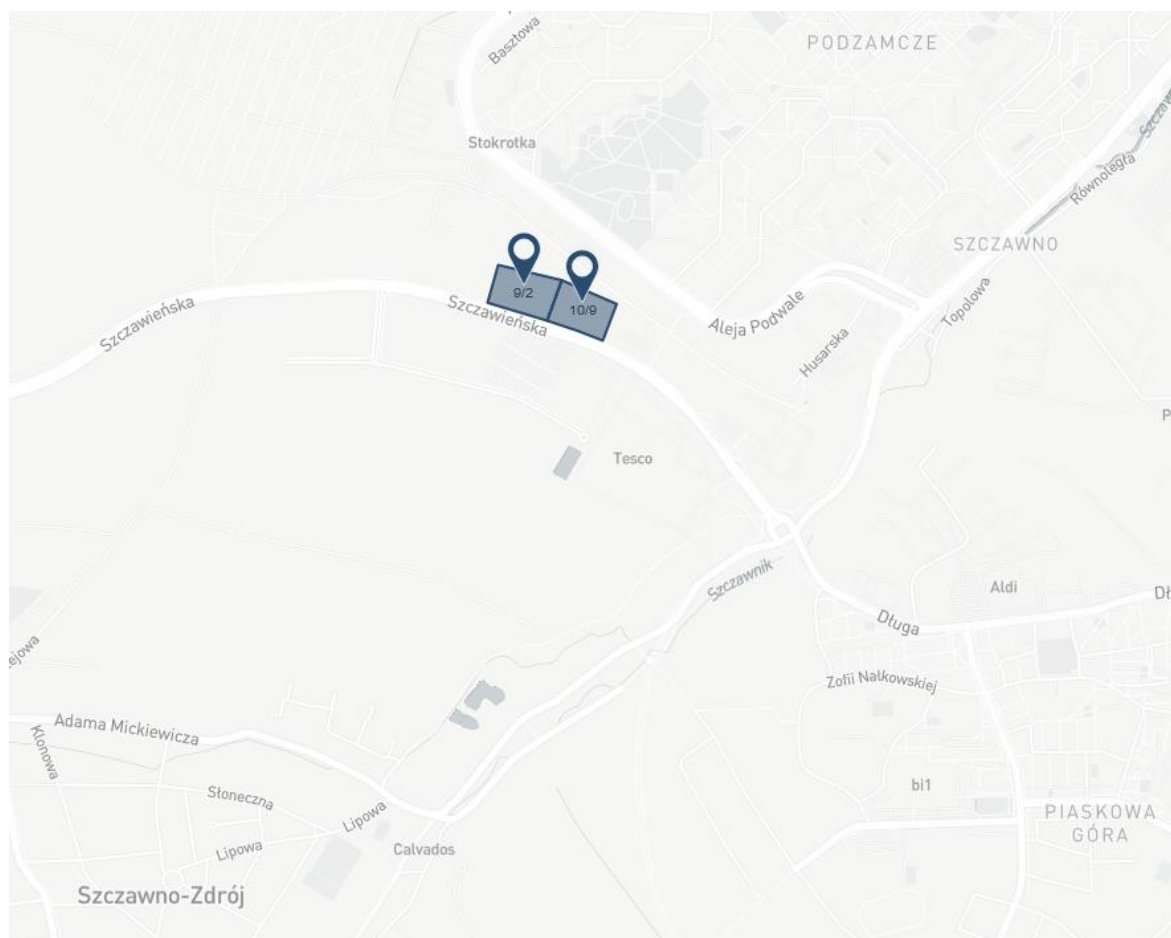 Basztowa
PODZAMCZE
Stokrotka
Równoległa
SZCZAWNO
9/2
10/9
Szczawieńska
Szczawieńska
Aleja Podwale
Topolowa
Husarska
Tesco
Szczawnik
Aldi
Długa
Zofii Nałkowskiej
Adama Mickiewicza
Klonowa
Słoneczna
Lipowa
Lipowa
Calvados
bi1
PIASKOWA
GÓRA
Szczawno-Zdrój